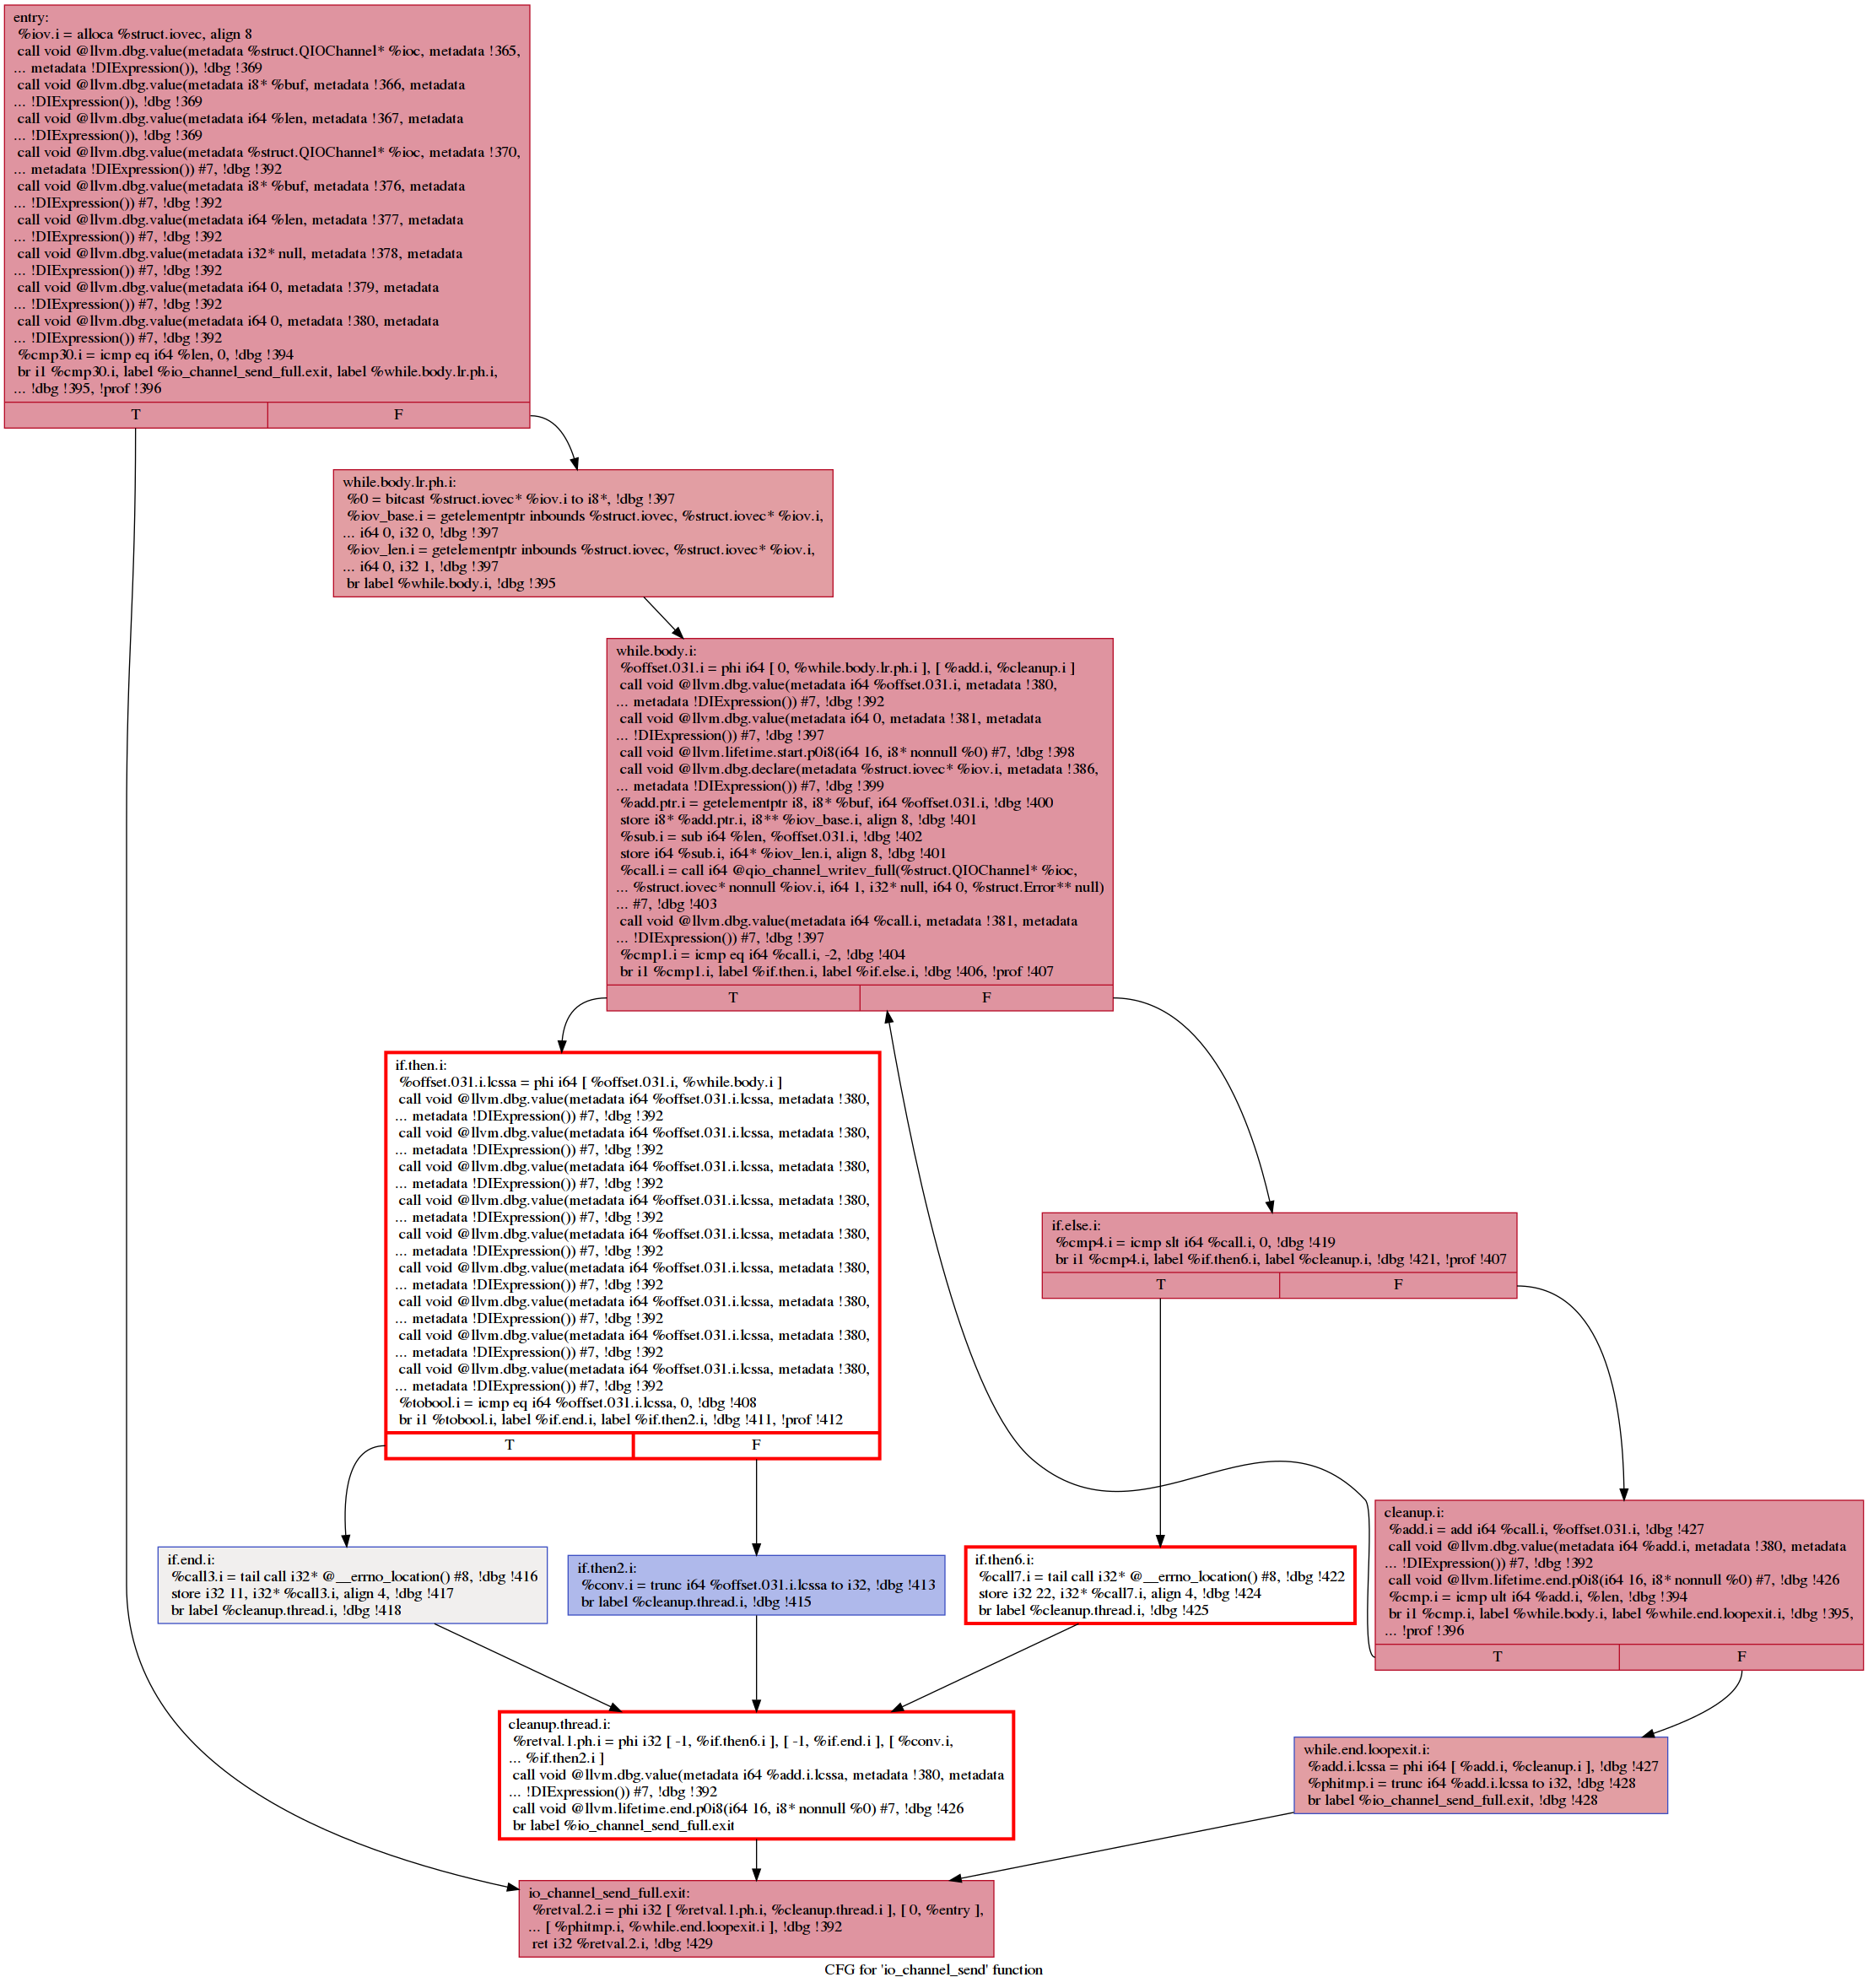 entry:
%iov.i = alloca %struct.iovec, align 8
call void @llvm.dbg.value(metadata %struct.QIOChannel* %ioc, metadata !365,
... metadata !DIExpression()), !dbg !369
call void @llvm.dbg.value(metadata i8* %buf, metadata !366, metadata
... !DIExpression()), !dbg !369
call void @llvm.dbg.value(metadata i64 %len, metadata !367, metadata
... !DIExpression()), !dbg !369
call void @llvm.dbg.value(metadata %struct.QIOChannel* %ioc, metadata !370,
... metadata !DIExpression()) #7, !dbg !392
call void @llvm.dbg.value(metadata i8* %buf, metadata !376, metadata
... !DIExpression()) #7, !dbg !392
call void @llvm.dbg.value(metadata i64 %len, metadata !377, metadata
... !DIExpression()) #7, !dbg !392
call void @llvm.dbg.value(metadata i32* null, metadata !378, metadata
... !DIExpression()) #7, !dbg !392
call void @llvm.dbg.value(metadata i64 0, metadata !379, metadata
... !DIExpression()) #7, !dbg !392
call void @llvm.dbg.value(metadata i64 0, metadata !380, metadata
... !DIExpression()) #7, !dbg !392
%cmp30.i = icmp eq i64 %len, 0, !dbg !394
br i1 %cmp30.i, label %io_channel_send_full.exit, label %while.body.lr.ph.i,
... !dbg !395, !prof !396
T F
while.body.lr.ph.i:
%0 = bitcast %struct.iovec* %iov.i to i8*, !dbg !397
%iov_base.i = getelementptr inbounds %struct.iovec, %struct.iovec* %iov.i,
... i64 0, i32 0, !dbg !397
%iov_len.i = getelementptr inbounds %struct.iovec, %struct.iovec* %iov.i,
... i64 0, i32 1, !dbg !397
br label %while.body.i, !dbg !395
while.body.i:
%offset.031.i = phi i64 [ 0, %while.body.lr.ph.i ], [ %add.i, %cleanup.i ]
call void @llvm.dbg.value(metadata i64 %offset.031.i, metadata !380,
... metadata !DIExpression()) #7, !dbg !392
call void @llvm.dbg.value(metadata i64 0, metadata !381, metadata
... !DIExpression()) #7, !dbg !397
call void @llvm.lifetime.start.p0i8(i64 16, i8* nonnull %0) #7, !dbg !398
call void @llvm.dbg.declare(metadata %struct.iovec* %iov.i, metadata !386,
... metadata !DIExpression()) #7, !dbg !399
%add.ptr.i = getelementptr i8, i8* %buf, i64 %offset.031.i, !dbg !400
store i8* %add.ptr.i, i8** %iov_base.i, align 8, !dbg !401
%sub.i = sub i64 %len, %offset.031.i, !dbg !402
store i64 %sub.i, i64* %iov_len.i, align 8, !dbg !401
%call.i = call i64 @qio_channel_writev_full(%struct.QIOChannel* %ioc,
... %struct.iovec* nonnull %iov.i, i64 1, i32* null, i64 0, %struct.Error** null)
... #7, !dbg !403
call void @llvm.dbg.value(metadata i64 %call.i, metadata !381, metadata
... !DIExpression()) #7, !dbg !397
%cmp1.i = icmp eq i64 %call.i, -2, !dbg !404
br i1 %cmp1.i, label %if.then.i, label %if.else.i, !dbg !406, !prof !407
T F
if.then.i:
%offset.031.i.lcssa = phi i64 [ %offset.031.i, %while.body.i ]
call void @llvm.dbg.value(metadata i64 %offset.031.i.lcssa, metadata !380,
... metadata !DIExpression()) #7, !dbg !392
call void @llvm.dbg.value(metadata i64 %offset.031.i.lcssa, metadata !380,
... metadata !DIExpression()) #7, !dbg !392
call void @llvm.dbg.value(metadata i64 %offset.031.i.lcssa, metadata !380,
... metadata !DIExpression()) #7, !dbg !392
call void @llvm.dbg.value(metadata i64 %offset.031.i.lcssa, metadata !380,
... metadata !DIExpression()) #7, !dbg !392
call void @llvm.dbg.value(metadata i64 %offset.031.i.lcssa, metadata !380,
... metadata !DIExpression()) #7, !dbg !392
call void @llvm.dbg.value(metadata i64 %offset.031.i.lcssa, metadata !380,
... metadata !DIExpression()) #7, !dbg !392
call void @llvm.dbg.value(metadata i64 %offset.031.i.lcssa, metadata !380,
... metadata !DIExpression()) #7, !dbg !392
call void @llvm.dbg.value(metadata i64 %offset.031.i.lcssa, metadata !380,
... metadata !DIExpression()) #7, !dbg !392
call void @llvm.dbg.value(metadata i64 %offset.031.i.lcssa, metadata !380,
... metadata !DIExpression()) #7, !dbg !392
%tobool.i = icmp eq i64 %offset.031.i.lcssa, 0, !dbg !408
br i1 %tobool.i, label %if.end.i, label %if.then2.i, !dbg !411, !prof !412
T F
if.else.i:
%cmp4.i = icmp slt i64 %call.i, 0, !dbg !419
br i1 %cmp4.i, label %if.then6.i, label %cleanup.i, !dbg !421, !prof !407
T F
if.end.i:
%call3.i = tail call i32* @__errno_location() #8, !dbg !416
store i32 11, i32* %call3.i, align 4, !dbg !417
br label %cleanup.thread.i, !dbg !418
if.then2.i:
%conv.i = trunc i64 %offset.031.i.lcssa to i32, !dbg !413
br label %cleanup.thread.i, !dbg !415
if.then6.i:
%call7.i = tail call i32* @__errno_location() #8, !dbg !422
store i32 22, i32* %call7.i, align 4, !dbg !424
br label %cleanup.thread.i, !dbg !425
cleanup.i:
%add.i = add i64 %call.i, %offset.031.i, !dbg !427
call void @llvm.dbg.value(metadata i64 %add.i, metadata !380, metadata
... !DIExpression()) #7, !dbg !392
call void @llvm.lifetime.end.p0i8(i64 16, i8* nonnull %0) #7, !dbg !426
%cmp.i = icmp ult i64 %add.i, %len, !dbg !394
br i1 %cmp.i, label %while.body.i, label %while.end.loopexit.i, !dbg !395,
... !prof !396
T F
cleanup.thread.i:
%retval.1.ph.i = phi i32 [ -1, %if.then6.i ], [ -1, %if.end.i ], [ %conv.i,
... %if.then2.i ]
call void @llvm.dbg.value(metadata i64 %add.i.lcssa, metadata !380, metadata
... !DIExpression()) #7, !dbg !392
call void @llvm.lifetime.end.p0i8(i64 16, i8* nonnull %0) #7, !dbg !426
br label %io_channel_send_full.exit
while.end.loopexit.i:
%add.i.lcssa = phi i64 [ %add.i, %cleanup.i ], !dbg !427
%phitmp.i = trunc i64 %add.i.lcssa to i32, !dbg !428
br label %io_channel_send_full.exit, !dbg !428
io_channel_send_full.exit:
%retval.2.i = phi i32 [ %retval.1.ph.i, %cleanup.thread.i ], [ 0, %entry ],
... [ %phitmp.i, %while.end.loopexit.i ], !dbg !392
ret i32 %retval.2.i, !dbg !429
CFG for 'io_channel_send' function